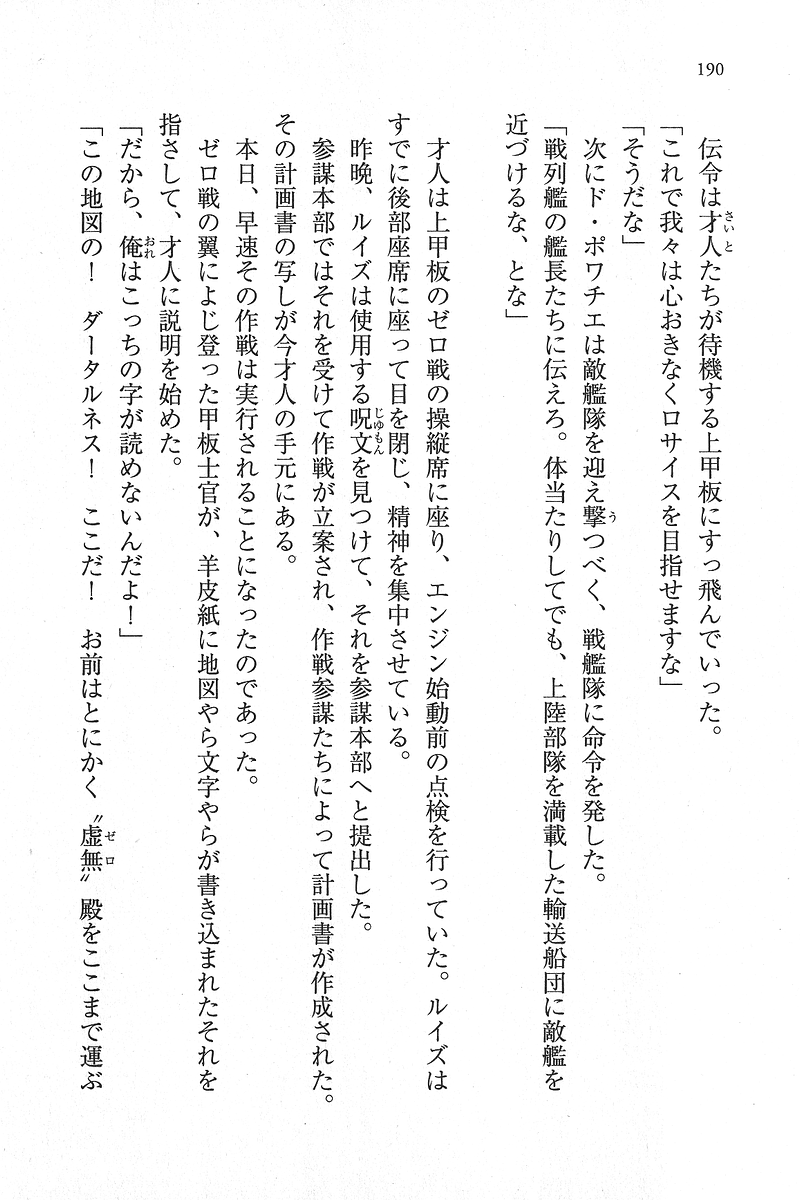 190
伝令は才人たちが待機する上甲板にすっ飛んでいった。
「これで我々は心おきなくロサイスを目指せますな」
「そうだな」
次にド・ポワチエは敵艦隊を迎え撃つべく、戦艦隊に命令を発した。
「戦列艦の艦長たちに伝えろ。体当たりしてでも、上陸部隊を満載した輸送船団に敵艦を
近づけるな、とな」
才人は上甲板のゼロ戦の操縦席に座り、エンジン始動前の点検を行っていた。ルイズは
すでに後部座席に座って目を閉じ、精神を集中させている。
昨晩、ルイズは使用する呪文を見つけて、それを参謀本部へと提出した。
参謀本部ではそれを受けて作戦が立案され、作戦参謀たちによって計画書が作成された。
その計画書の写しが今才人の手元にある。
本日、早速その作戦は実行されることになったのであった。
ゼロ戦の翼によじ登った甲板士官が、羊皮紙に地図やら文字やらが書き込まれたそれを
指さして、才人に説明を始めた。
「だから、俺はこっちの字が読めないんだよ！」
「この地図の！　ダータルネス！　ここだ！　お前はとにかく〝虚無〟殿をここまで運ぶ